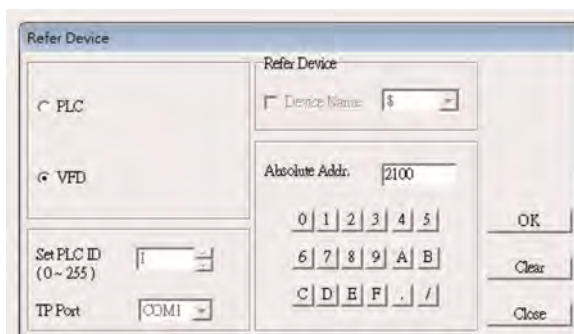 Refer Device
PLC
VFD
Set PLC ID
(0~255)
1
TP Port
COM1
Refer Device
Device Name
$
Absolute Addr.
2100
0 1 2 3 4 5
6 7 8 9 A B
C D E F . /
OK
Clear
Close